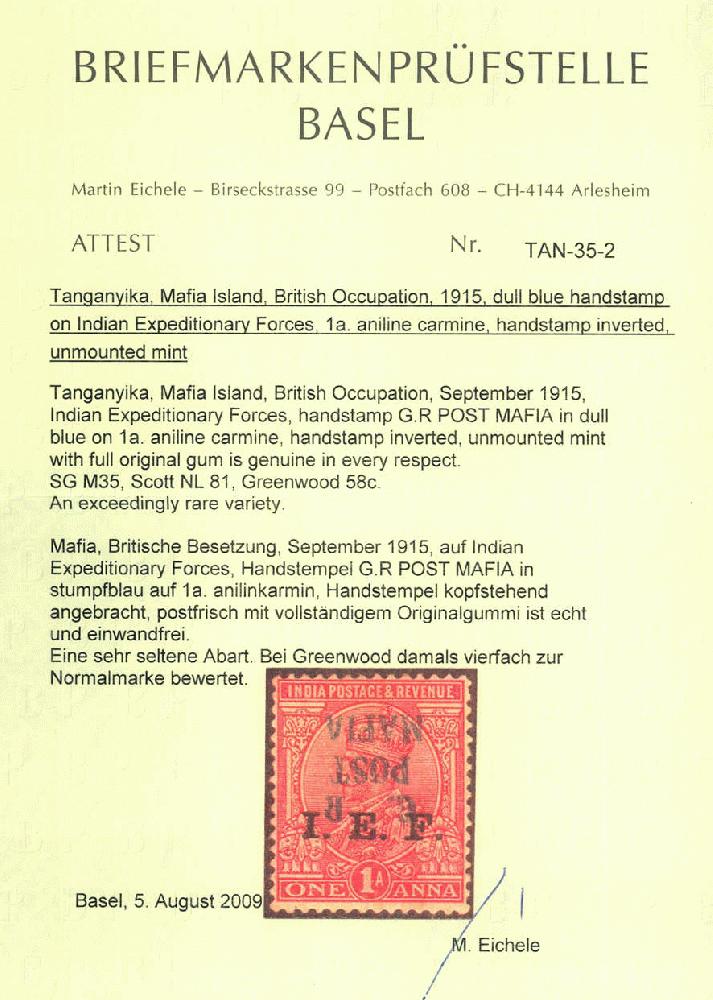 BRIEFMARKENPRÜFSTELLE
BASEL
Martin Eichele – Birseckstrasse 99 – Postfach 608 – CH-4144 Arlesheim
ATTEST Nr. TAN-35-2
Tanganyika, Mafia Island, British Occupation, 1915, dull blue handstamp
on Indian Expeditionary Forces, 1a. aniline carmine, handstamp inverted,
unmounted mint
Tanganyika, Mafia Island, British Occupation, September 1915,
Indian Expeditionary Forces, handstamp G.R POST MAFIA in dull
blue on 1a. aniline carmine, handstamp inverted, unmounted mint
with full original gum is genuine in every respect.
SG M35, Scott NL 81, Greenwood 58c.
An exceedingly rare variety.
Mafia, Britische Besetzung, September 1915, auf Indian
Expeditionary Forces, Handstempel G.R POST MAFIA in
stumpfblau auf 1a. anilinkarmin, Handstempel kopfstehend
angebracht, postfrisch mit vollständigem Originalgummi ist echt
und einwandfrei.
Eine sehr seltene Abart. Bei Greenwood damals vierfach zur
Normalmarke bewertet.
INDIA POSTAGE & REVENUE
MAFIA
POST
G. R
I. E. F.
ONE 1A ANNA
Basel, 5. August 2009
M. Eichele